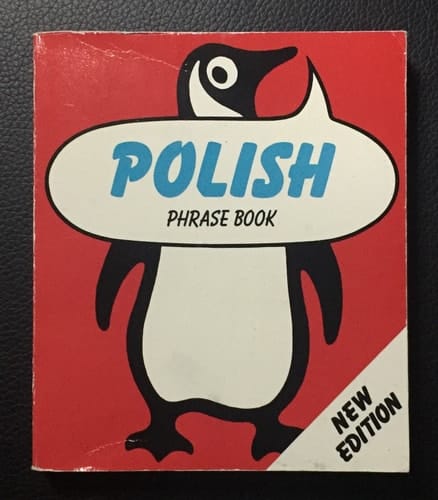 POLISH
PHRASE BOOK
NEW
EDITION